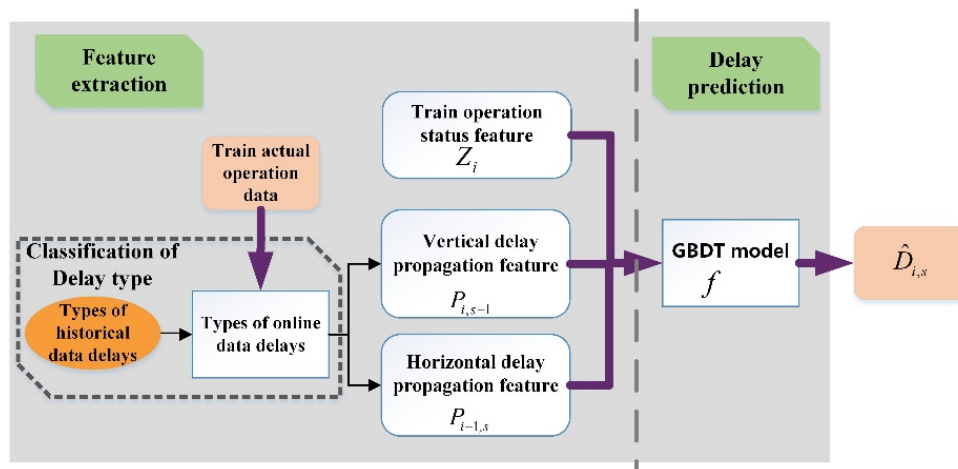 Feature
extraction
Delay
prediction
Train operation
status feature
Z_i
Train actual
operation
data
Classification of
Delay type
Types of
historical
data delays
Types of online
data delays
Vertical delay
propagation feature
P_{i,s-1}
Horizontal delay
propagation feature
P_{i-1,s}
GBDT model
f
D̂_{i,s}